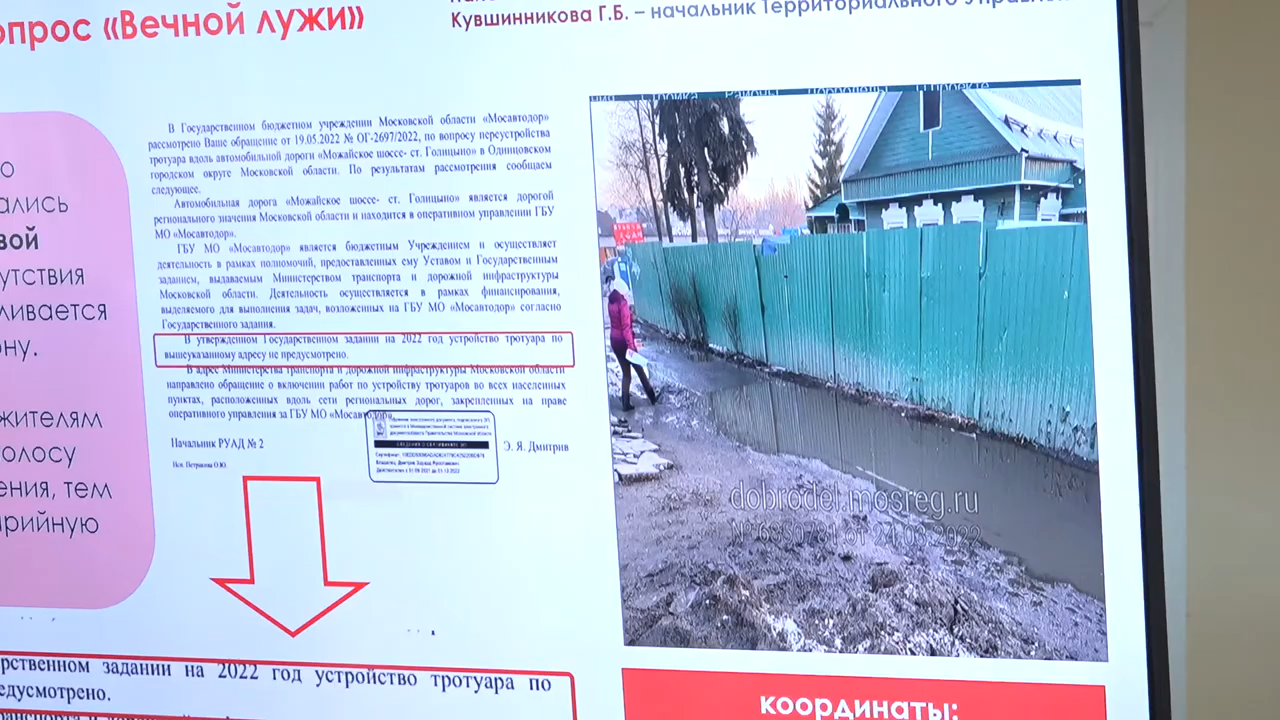 опрос «Вечной лужи»
Кувшинникова Г.Б. – начальник Территориального
ались
вой
утствия
ливается
ну.
жителям
олосу
ения, тем
арийную
В Государственном бюджетном учреждении Московской области «Мосавтодор»
рассмотрено Ваше обращение от 19.05.2022 № ОГ-2697/2022, по вопросу переустройства
тротуара вдоль автомобильной дороги «Можайское шоссе- ст. Голицыно» в Одинцовском
городском округе Московской области. По результатам рассмотрения сообщаем
следующее.
Автомобильная дорога «Можайское шоссе- ст. Голицыно» является дорогой
регионального значения Московской области и находится в оперативном управлении ГБУ
МО «Мосавтодор».
ГБУ МО «Мосавтодор» является бюджетным Учреждением и осуществляет
деятельность в рамках полномочий, предоставленных ему Уставом и Государственным
заданием, выдаваемым Министерством транспорта и дорожной инфраструктуры
Московской области. Деятельность осуществляется в рамках финансирования,
выделяемого для выполнения задач, возложенных на ГБУ МО «Мосавтодор» согласно
Государственного задания.
В утвержденном Государственном задании на 2022 год устройство тротуара по
вышеуказанному адресу не предусмотрено.
В адрес Министерства транспорта и дорожной инфраструктуры Московской области
направлено обращение о включении работ по устройству тротуаров во всех населенных
пунктах, расположенных вдоль сети региональных дорог, закрепленных на праве
оперативного управления за ГБУ МО «Мосавтодор».
Начальник РУАД № 2
Э. Я. Дмитрив
Исп. Петракова О.Ю.
dobrodel.mosreg.ru
рственном задании на 2022 год устройство тротуара по
едусмотрено.
координаты: